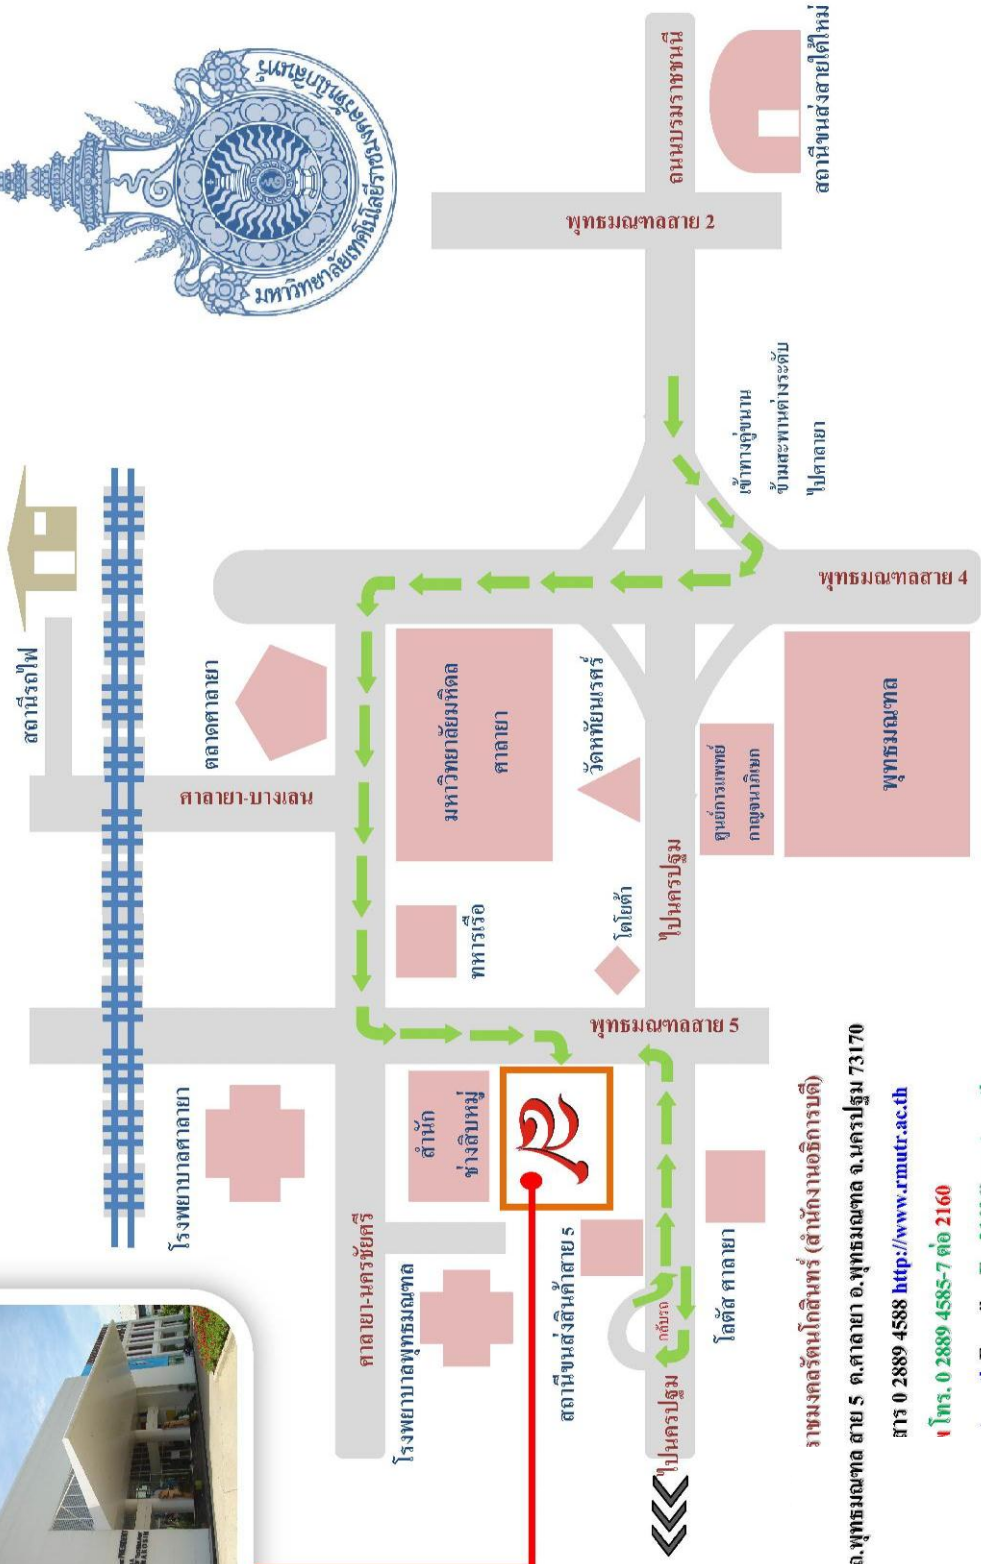 มหาวิทยาลัยเทคโนโลยีราชมงคลรัตนโกสินทร์
สถานีรถไฟ
ตลาดศาลายา
ศาลายา-บางเลน
โรงพยาบาลศาลายา
ศาลายา-นครชัยศรี
โรงพยาบาลพุทธมณฑล
สำนัก
ช่างสิบหมู่
ทหารเรือ
มหาวิทยาลัยมหิดล
ศาลายา
วัดหทัยนเรศร์
โตโยต้า
พุทธมณฑลสาย 5
พุทธมณฑลสาย 2
ถนนบรมราชชนนี
สถานีขนส่งสายใต้ใหม่
เข้าทางคู่ขนาน
ข้ามสะพานต่างระดับ
ไปศาลายา
พุทธมณฑลสาย 4
สถานีขนส่งสินค้าสาย 5
กลับรถ
ไปนครปฐม
ไปนครปฐม
ศูนย์การแพทย์
กาญจนาภิเษก
พุทธมณฑล
โลตัส ศาลายา
ราชมงคลรัตนโกสินทร์ (สำนักงานอธิการบดี)
ถ.พุทธมณฑล สาย 5 ต.ศาลายา อ.พุทธมณฑล จ.นครปฐม 73170
สาร 0 2889 4588 http://www.rmutr.ac.th
โทร. 0 2889 4585-7 ต่อ 2160